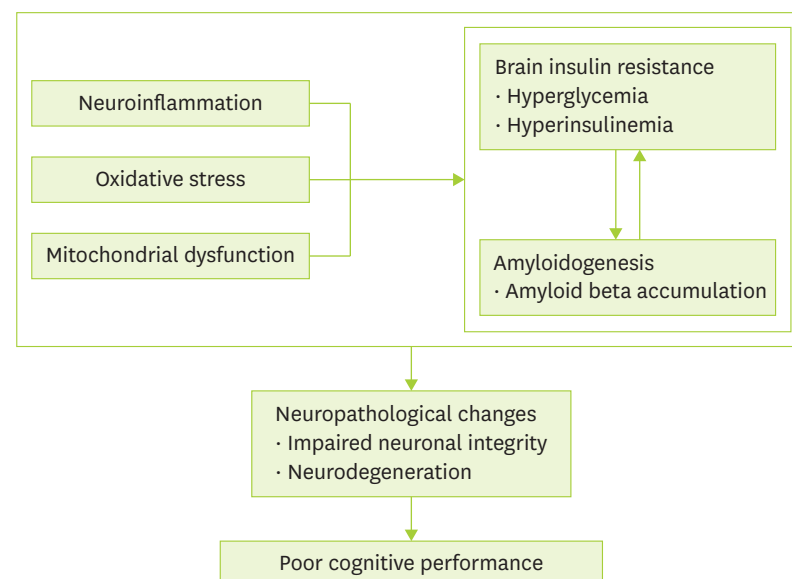 Neuroinflammation
Oxidative stress
Mitochondrial dysfunction
Brain insulin resistance
· Hyperglycemia
· Hyperinsulinemia
Amyloidogenesis
· Amyloid beta accumulation
Neuropathological changes
· Impaired neuronal integrity
· Neurodegeneration
Poor cognitive performance